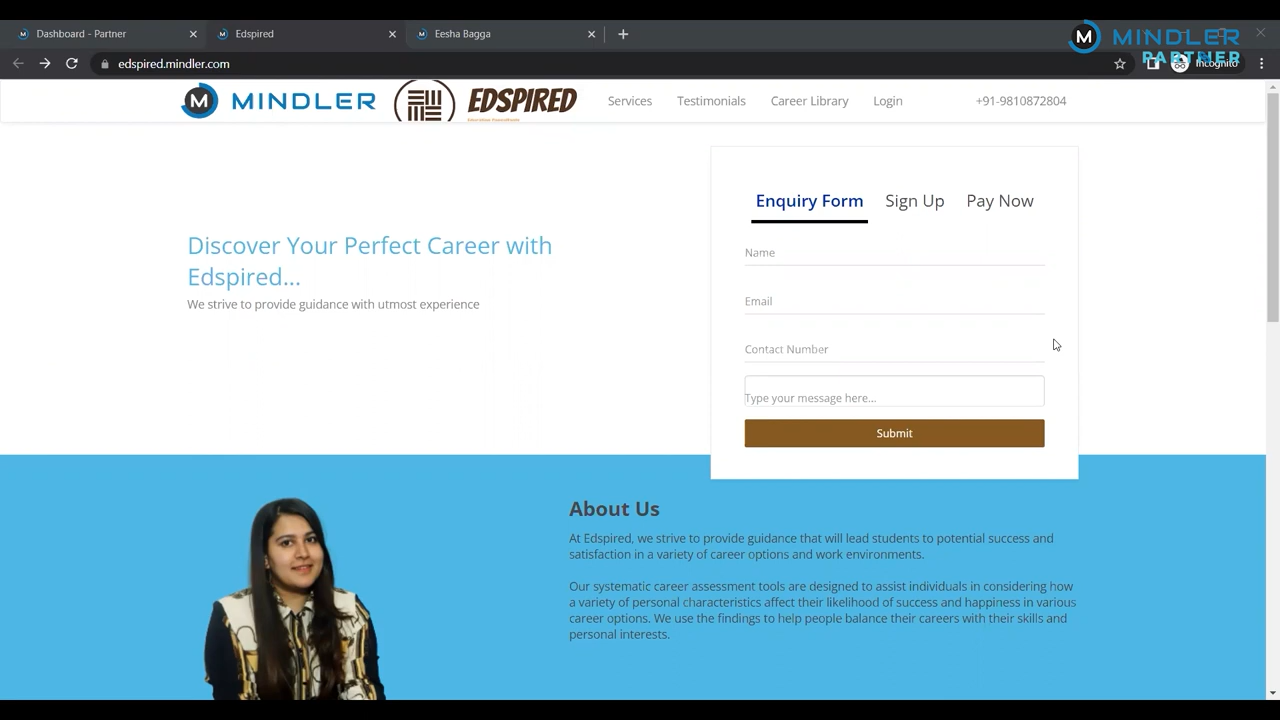 Dashboard - Partner
Edspired
Eesha Bagga
MINDLER
PARTNER
edspired.mindler.com
Incognito
M MINDLER
EDSPIRED
Services
Testimonials
Career Library
Login
+91-9810872804
Enquiry Form
Sign Up
Pay Now
Name
Discover Your Perfect Career with
Edspired...
We strive to provide guidance with utmost experience
Email
Contact Number
Type your message here...
Submit
About Us
At Edspired, we strive to provide guidance that will lead students to potential success and
satisfaction in a variety of career options and work environments.
Our systematic career assessment tools are designed to assist individuals in considering how
a variety of personal characteristics affect their likelihood of success and happiness in various
career options. We use the findings to help people balance their careers with their skills and
personal interests.